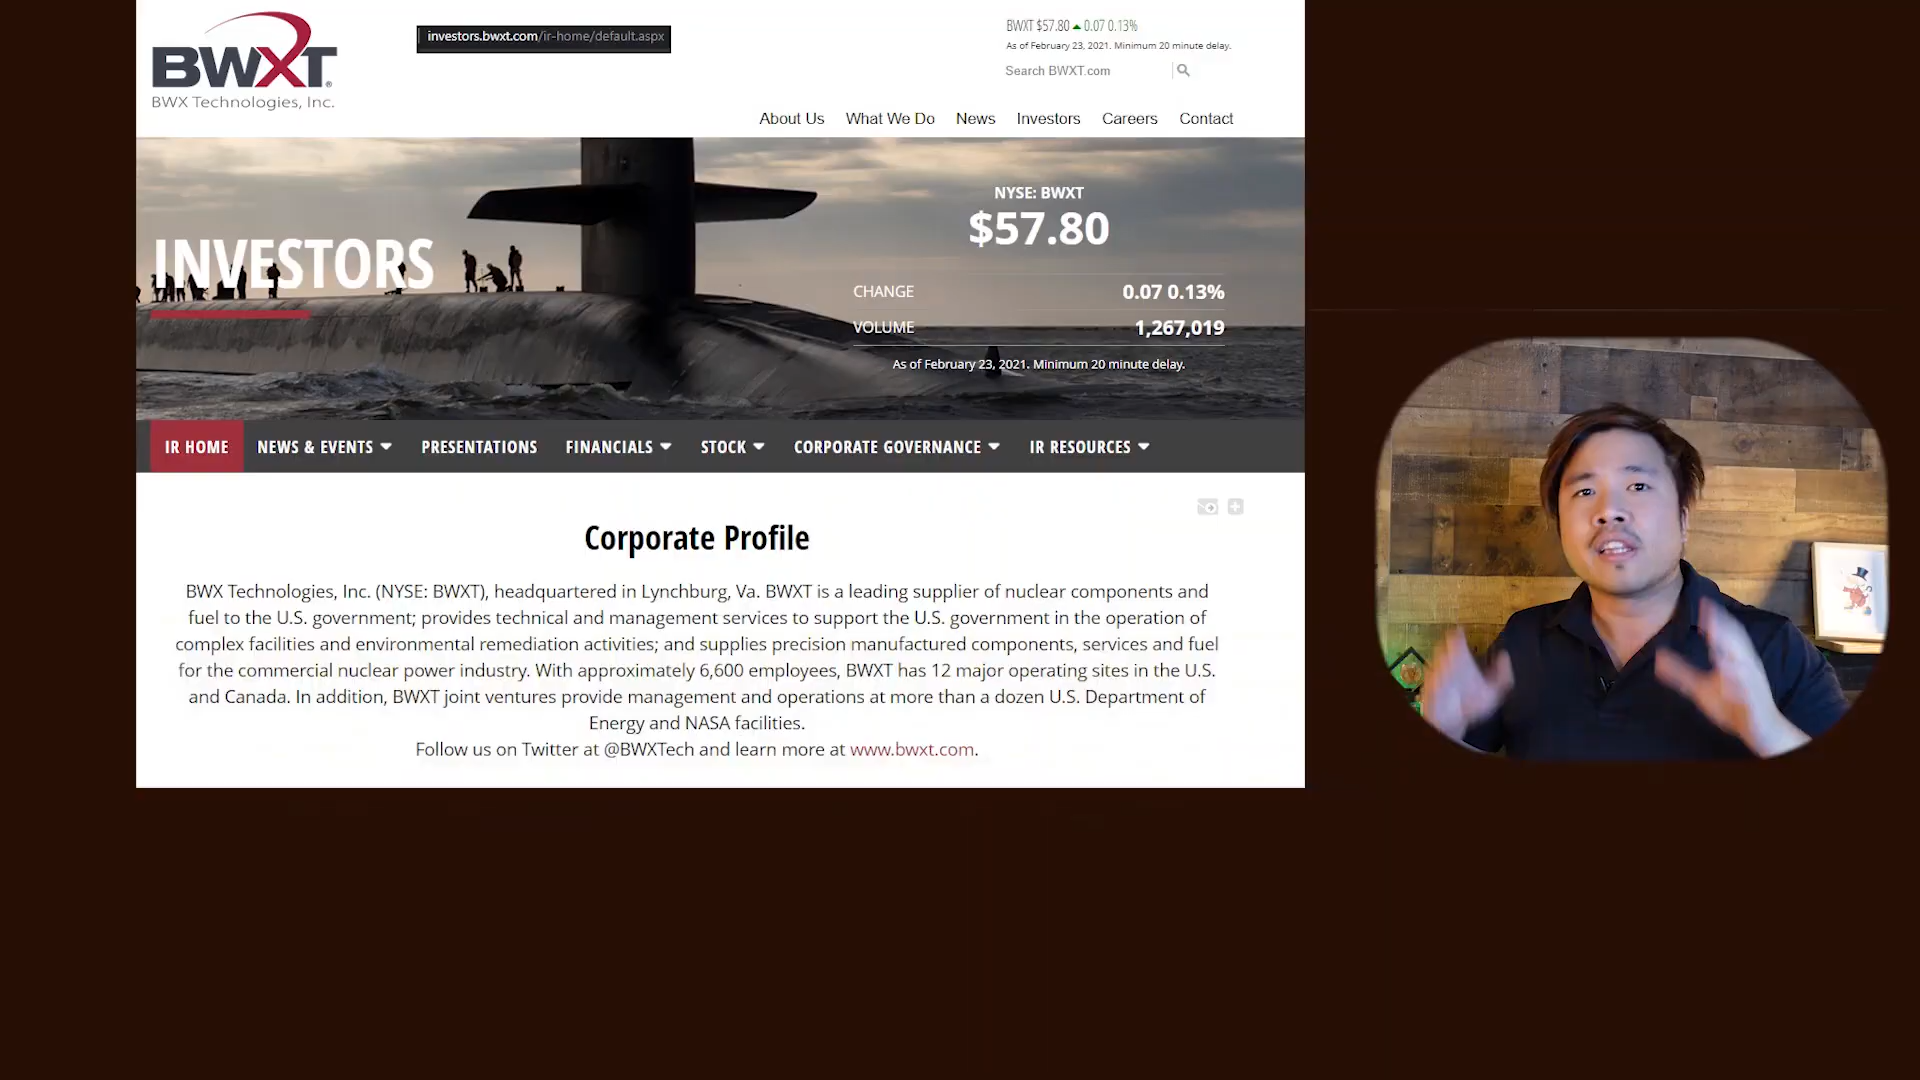 BWXT
BWX Technologies, Inc.
investors.bwxt.com/ir-home/default.aspx
BWXT $57.80 0.07 0.13%
As of February 23, 2021. Minimum 20 minute delay.
Search BWXT.com
About Us What We Do News Investors Careers Contact
INVESTORS
NYSE: BWXT
$57.80
CHANGE 0.07 0.13%
VOLUME 1,267,019
As of February 23, 2021. Minimum 20 minute delay.
IR HOME NEWS & EVENTS PRESENTATIONS FINANCIALS STOCK CORPORATE GOVERNANCE IR RESOURCES
Corporate Profile
BWX Technologies, Inc. (NYSE: BWXT), headquartered in Lynchburg, Va. BWXT is a leading supplier of nuclear components and
fuel to the U.S. government; provides technical and management services to support the U.S. government in the operation of
complex facilities and environmental remediation activities; and supplies precision manufactured components, services and fuel
for the commercial nuclear power industry. With approximately 6,600 employees, BWXT has 12 major operating sites in the U.S.
and Canada. In addition, BWXT joint ventures provide management and operations at more than a dozen U.S. Department of
Energy and NASA facilities.
Follow us on Twitter at @BWXTech and learn more at www.bwxt.com.